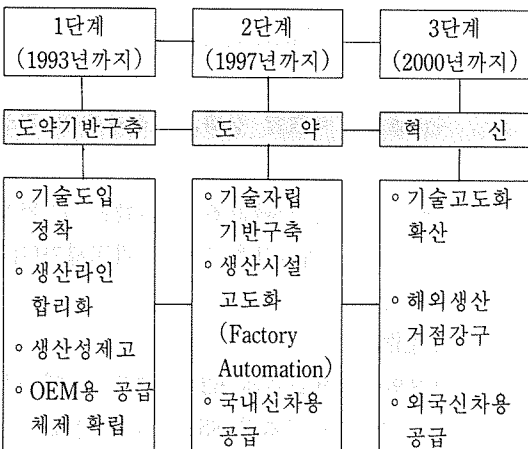 1단계
(1993년까지)
2단계
(1997년까지)
3단계
(2000년까지)
도약기반구축
도 약
혁 신
◦ 기술도입
정착
◦ 생산라인
합리화
◦ 생산성제고
◦ OEM용 공급
체제 확립
◦ 기술자립
기반구축
◦ 생산시설
고도화
(Factory
Automation)
◦ 국내신차용
공급
◦ 기술고도화
확산
◦ 해외생산
거점강구
◦ 외국신차용
공급